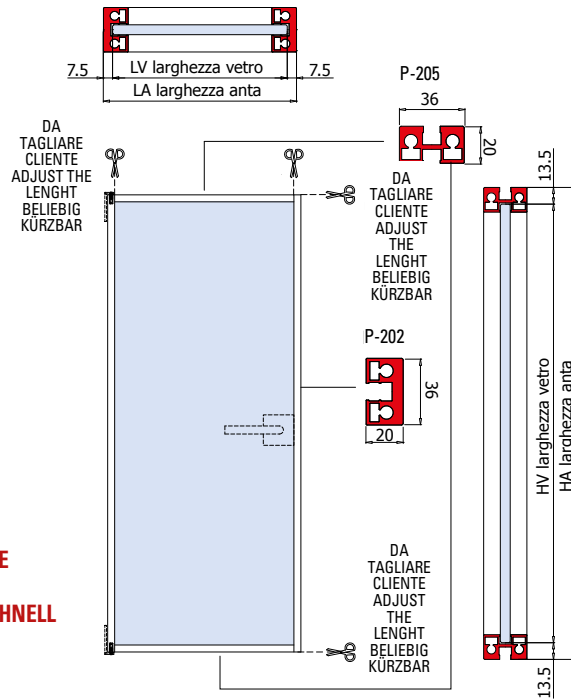 7.5
LV larghezza vetro
7.5
LA larghezza anta
P-205
36
20
DA
TAGLIARE
CLIENTE
ADJUST THE
LENGHT
BELIEBIG
KÜRZBAR
DA
TAGLIARE
CLIENTE
ADJUST
THE
LENGHT
BELIEBIG
KÜRZBAR
13.5
P-202
36
20
HV larghezza vetro
HA larghezza anta
E
HNELL
DA
TAGLIARE
CLIENTE
ADJUST
THE
LENGHT
BELIEBIG
KÜRZBAR
13.5